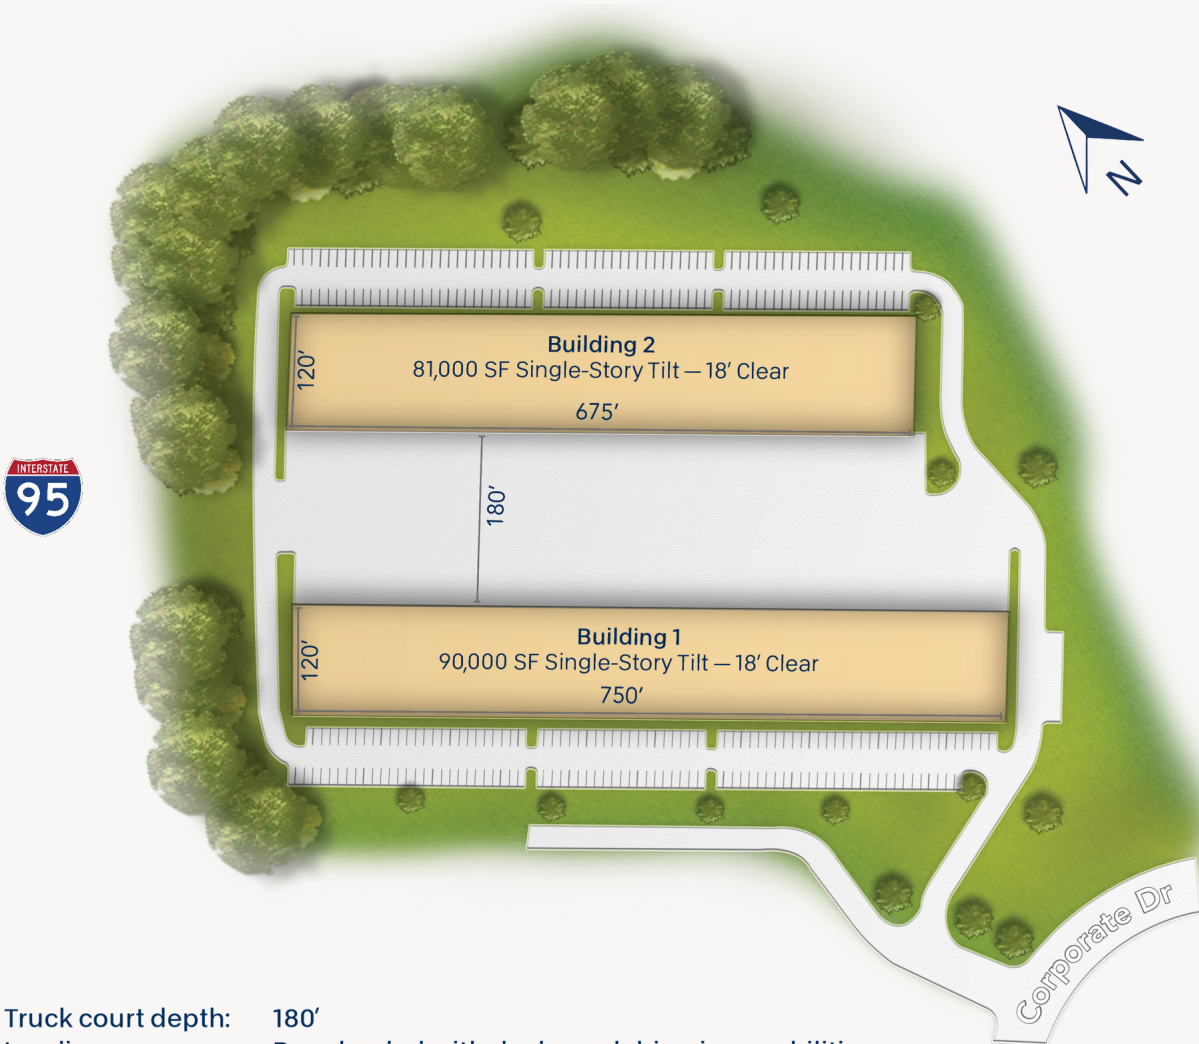 N
Building 2
81,000 SF Single-Story Tilt — 18′ Clear
120′
675′
180′
INTERSTATE
95
Building 1
90,000 SF Single-Story Tilt — 18′ Clear
120′
750′
Corporate Dr
Truck court depth: 180′